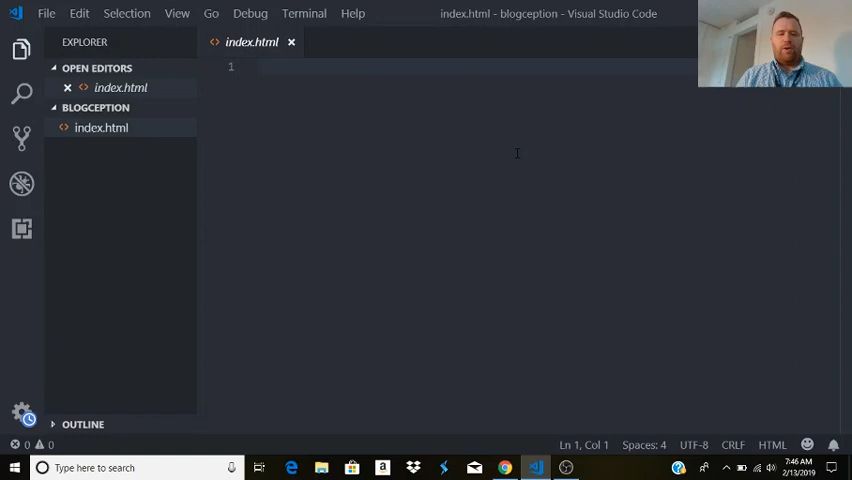 File Edit Selection View Go Debug Terminal Help index.html - blogception - Visual Studio Code
EXPLORER
index.html
OPEN EDITORS
index.html
BLOGCEPTION
index.html
1
OUTLINE
0 0 Ln 1, Col 1 Spaces: 4 UTF-8 CRLF HTML
Type here to search
7:46 AM
2/13/2019